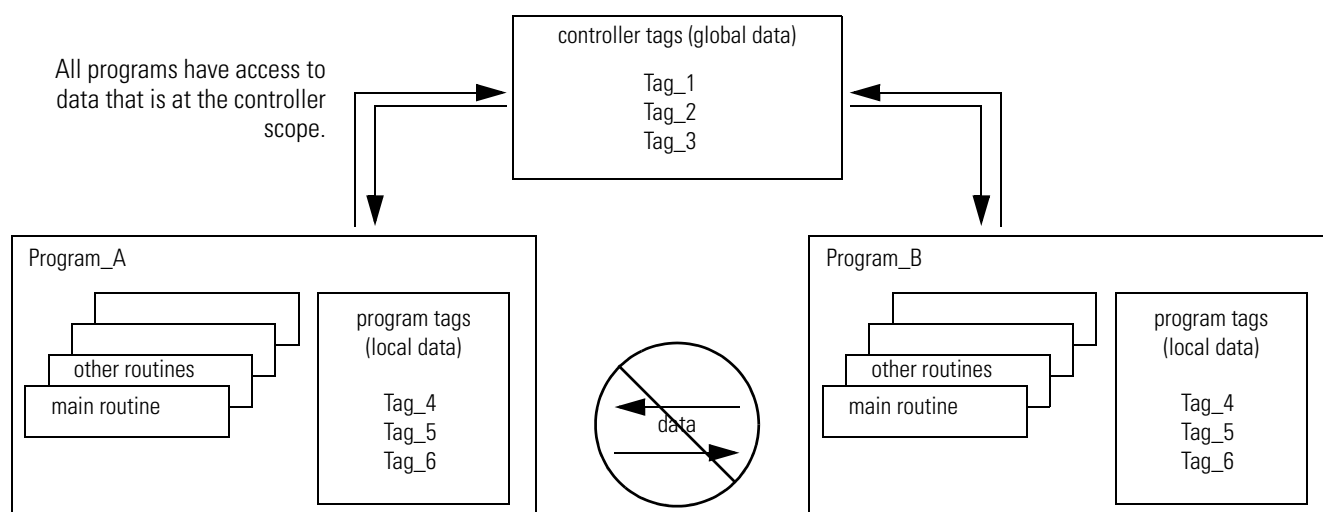 controller tags (global data)
Tag_1
Tag_2
Tag_3
All programs have access to
data that is at the controller
scope.
Program_A
other routines
main routine
program tags
(local data)
Tag_4
Tag_5
Tag_6
data
Program_B
other routines
main routine
program tags
(local data)
Tag_4
Tag_5
Tag_6